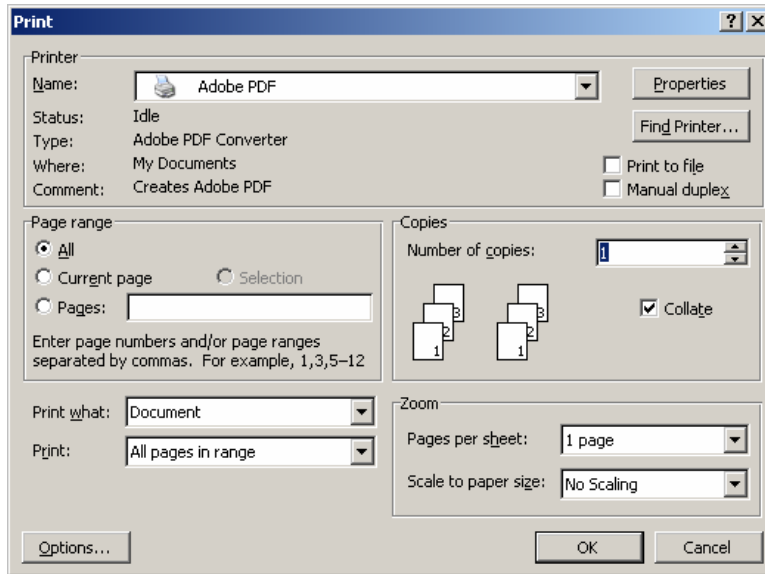 Print
Printer
Name: Adobe PDF Properties
Status: Idle
Find Printer...
Type: Adobe PDF Converter
Where: My Documents Print to file
Comment: Creates Adobe PDF Manual duplex
Page range
All
Current page Selection
Pages:
Enter page numbers and/or page ranges
separated by commas. For example, 1,3,5–12
Copies
Number of copies: 1
3 3
2 2
1 1
Collate
Print what: Document
Print: All pages in range
Zoom
Pages per sheet: 1 page
Scale to paper size: No Scaling
Options... OK Cancel